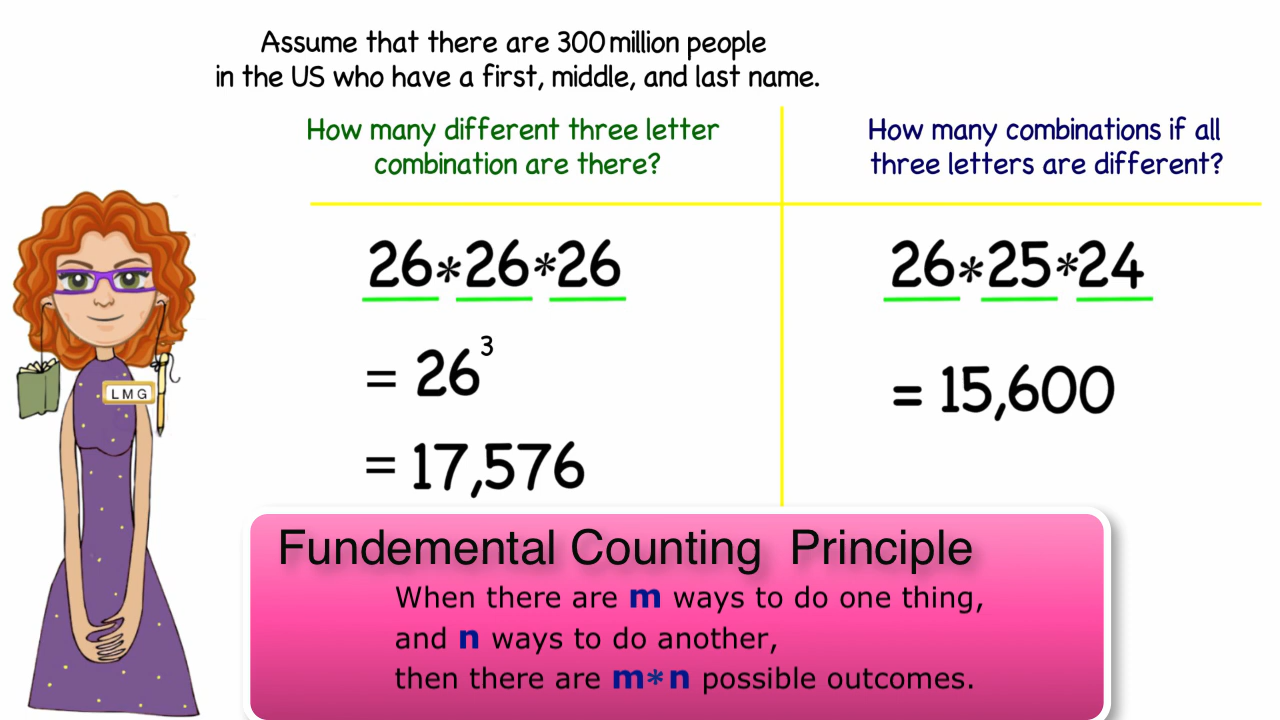 Assume that there are 300 million people
in the US who have a first, middle, and last name.
How many different three letter
combination are there?
26*26*26
= 26³
= 17,576
How many combinations if all
three letters are different?
26*25*24
= 15,600
LMG
Fundemental Counting Principle
When there are m ways to do one thing,
and n ways to do another,
then there are m*n possible outcomes.